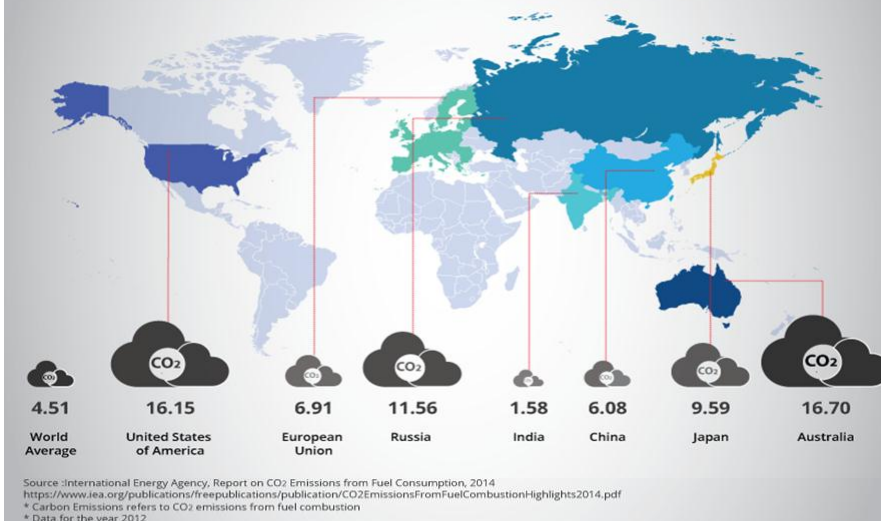 CO2
CO2
CO2
CO2
CO2
CO2
CO2
4.51
16.15
6.91
11.56
1.58
6.08
9.59
16.70
World
Average
United States
of America
European
Union
Russia
India
China
Japan
Australia
Source :International Energy Agency, Report on CO2 Emissions from Fuel Consumption, 2014
https://www.iea.org/publications/freepublications/publication/CO2EmissionsFromFuelCombustionHighlights2014.pdf
* Carbon Emissions refers to CO2 emissions from fuel combustion
* Data for the year 2012